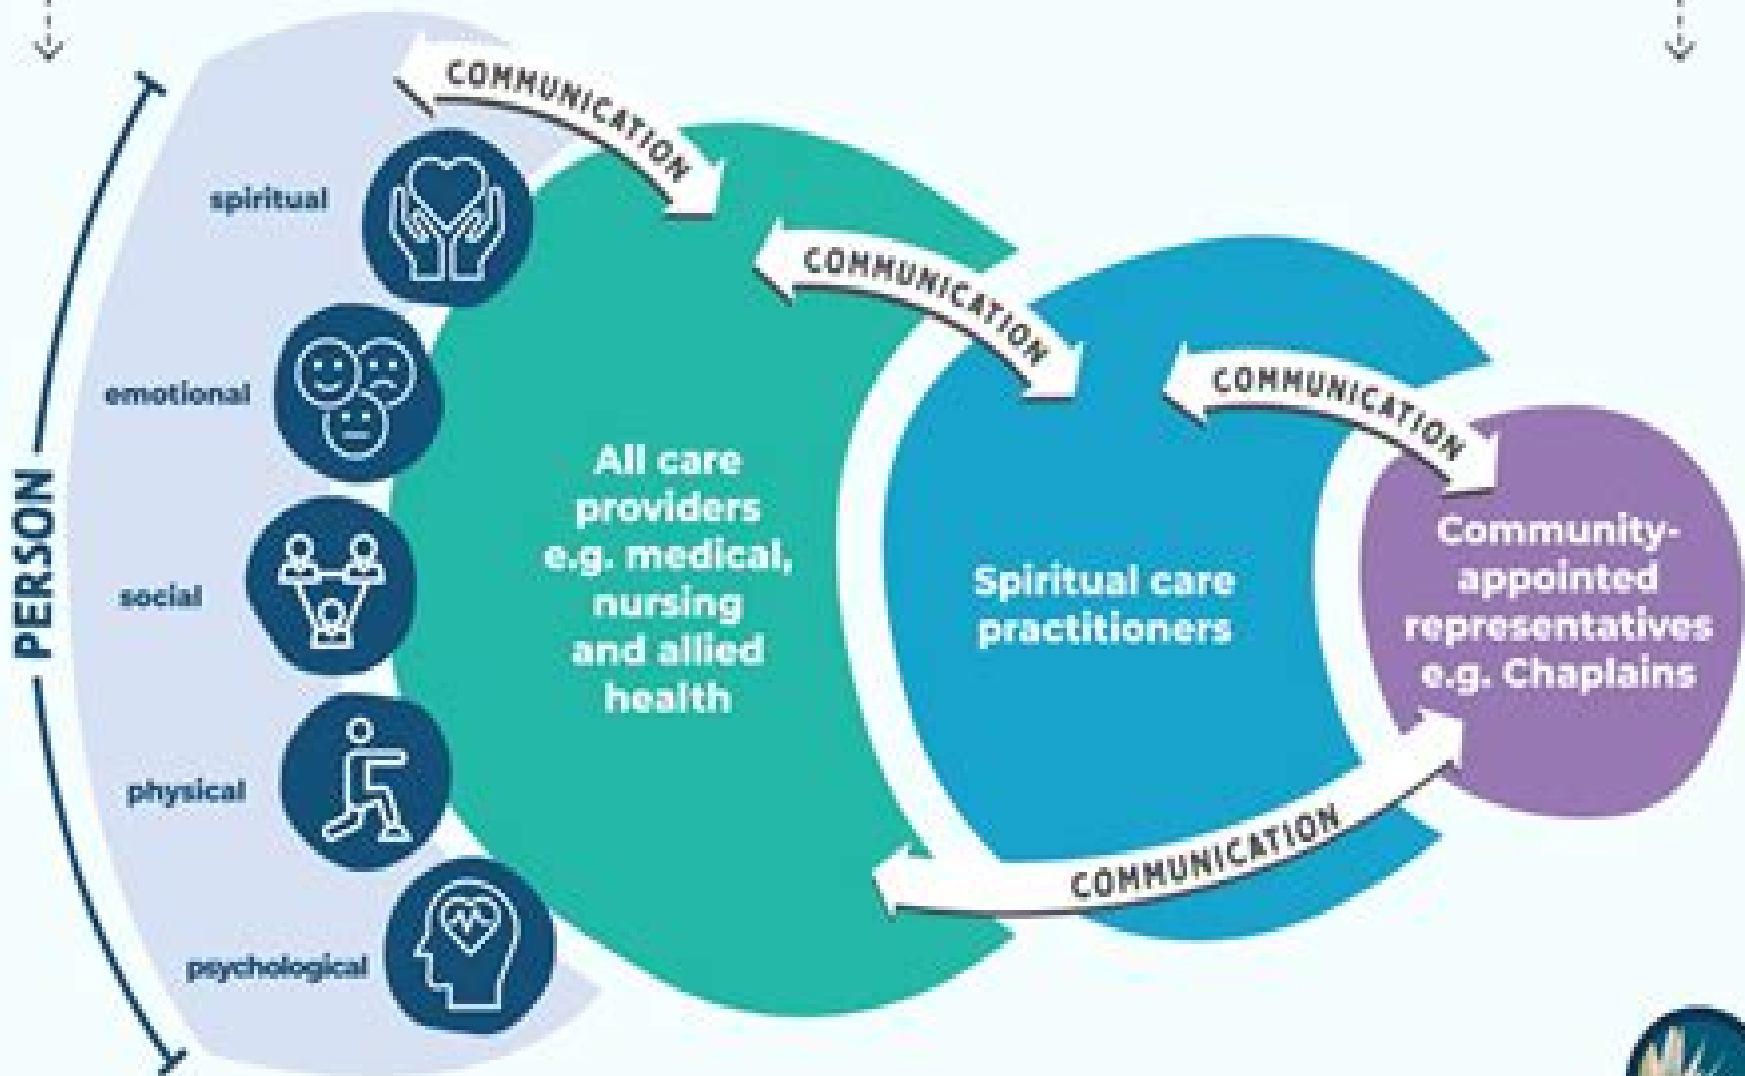 PERSON
spiritual
emotional
social
physical
psychological
COMMUNICATION
COMMUNICATION
COMMUNICATION
COMMUNICATION
All care
providers
e.g. medical,
nursing
and allied
health
Spiritual care
practitioners
Community-
appointed
representatives
e.g. Chaplains